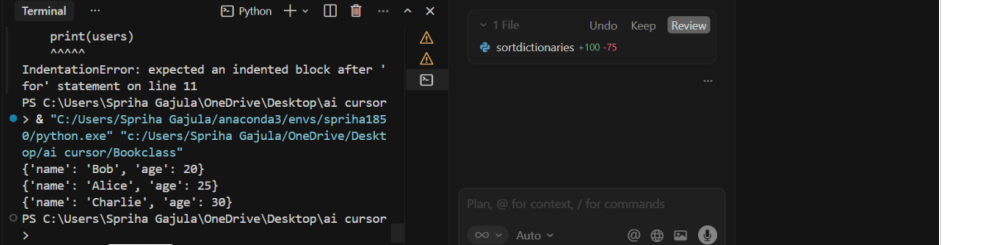 Terminal ··· Python
print(users)
^^^^^
IndentationError: expected an indented block after '
for' statement on line 11
PS C:\Users\Spriha Gajula\OneDrive\Desktop\ai cursor
> & "C:/Users/Spriha Gajula/anaconda3/envs/spriha185
0/python.exe" "c:/Users/Spriha Gajula/OneDrive/Deskt
op/ai cursor/Bookclass"
{'name': 'Bob', 'age': 20}
{'name': 'Alice', 'age': 25}
{'name': 'Charlie', 'age': 30}
PS C:\Users\Spriha Gajula\OneDrive\Desktop\ai cursor
>
1 File Undo Keep Review
sortdictionaries +100 -75
Plan, @ for context, / for commands
∞ Auto @